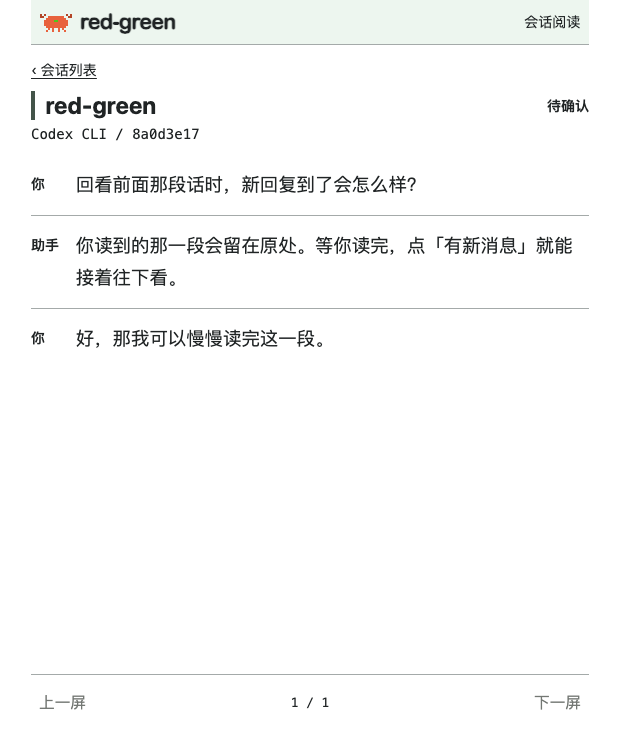 red-green
会话阅读
‹ 会话列表
red-green
待确认
Codex CLI / 8a0d3e17
你
回看前面那段话时，新回复到了会怎么样？
助手
你读到的那一段会留在原处。等你读完，点「有新消息」就能
接着往下看。
你
好，那我可以慢慢读完这一段。
上一屏
1 / 1
下一屏